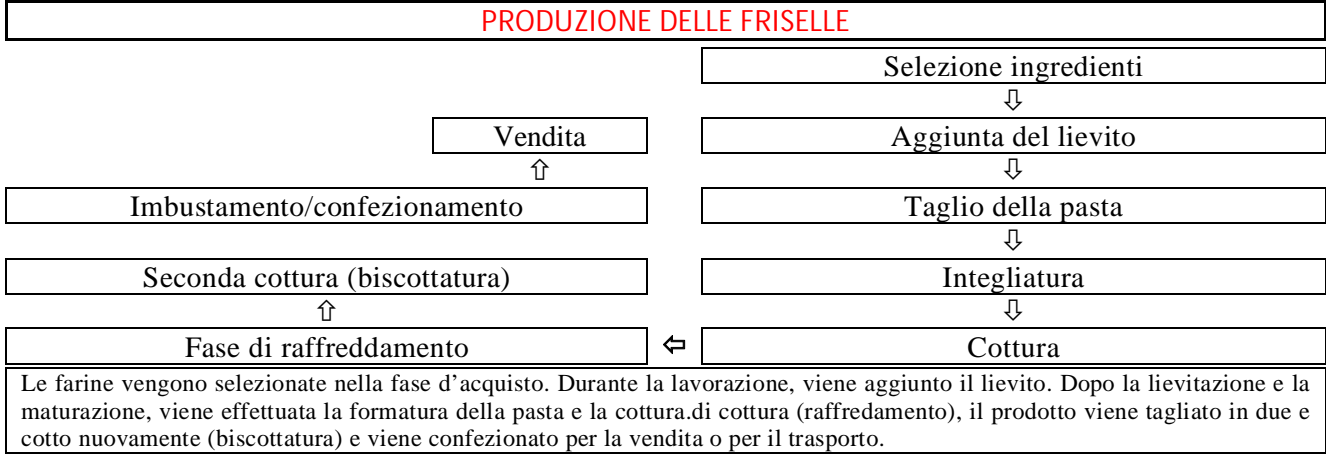 PRODUZIONE DELLE FRISELLE
Selezione ingredienti
⇩
Vendita
Aggiunta del lievito
⇧
⇩
Imbustamento/confezionamento
Taglio della pasta
⇩
Seconda cottura (biscottatura)
Integliatura
⇧
⇩
Fase di raffreddamento
⇦
Cottura
Le farine vengono selezionate nella fase d’acquisto. Durante la lavorazione, viene aggiunto il lievito. Dopo la lievitazione e la
maturazione, viene effettuata la formatura della pasta e la cottura.di cottura (raffredamento), il prodotto viene tagliato in due e
cotto nuovamente (biscottatura) e viene confezionato per la vendita o per il trasporto.